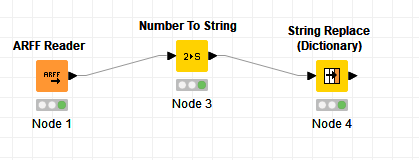 ARFF Reader
ARFF
Node 1
Number To String
2▸S
Node 3
String Replace
(Dictionary)
Node 4